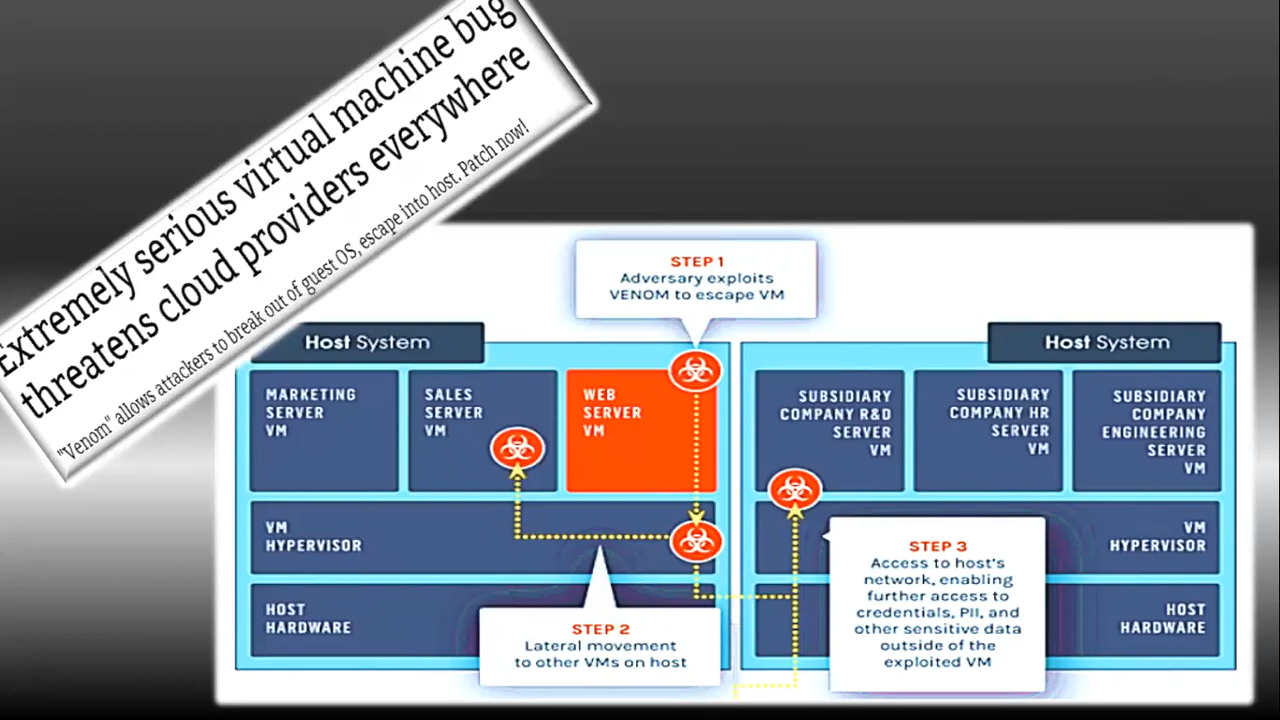 Extremely serious virtual machine bug
threatens cloud providers everywhere
"Venom" allows attackers to break out of guest OS, escape into host. Patch now!
STEP 1
Adversary exploits
VENOM to escape VM
Host System
Host System
MARKETING
SERVER
VM
SALES
SERVER
VM
WEB
SERVER
VM
SUBSIDIARY
COMPANY R&D
SERVER
VM
SUBSIDIARY
COMPANY HR
SERVER
VM
SUBSIDIARY
COMPANY
ENGINEERING
SERVER
VM
VM
HYPERVISOR
VM
HYPERVISOR
HOST
HARDWARE
HOST
HARDWARE
STEP 2
Lateral movement
to other VMs on host
STEP 3
Access to host's
network, enabling
further access to
credentials, PII, and
other sensitive data
outside of the
exploited VM